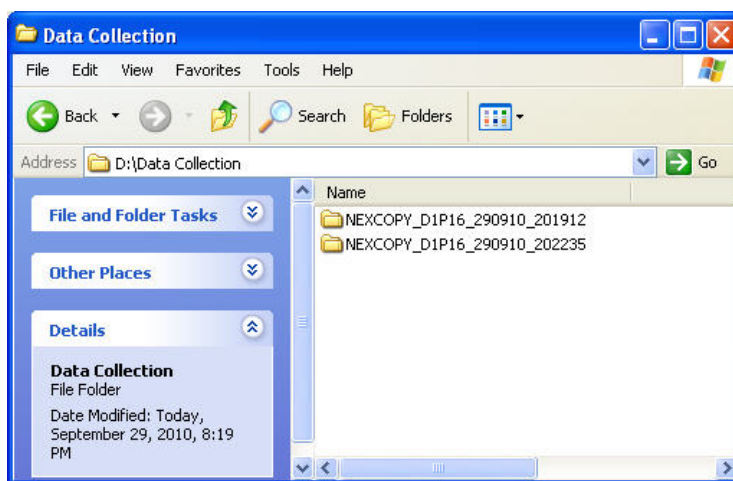 Data Collection
File Edit View Favorites Tools Help
Back Search Folders
Address D:\Data Collection Go
Name
File and Folder Tasks
NEXCOPY_D1P16_290910_201912
NEXCOPY_D1P16_290910_202235
Other Places
Details
Data Collection
File Folder
Date Modified: Today,
September 29, 2010, 8:19
PM